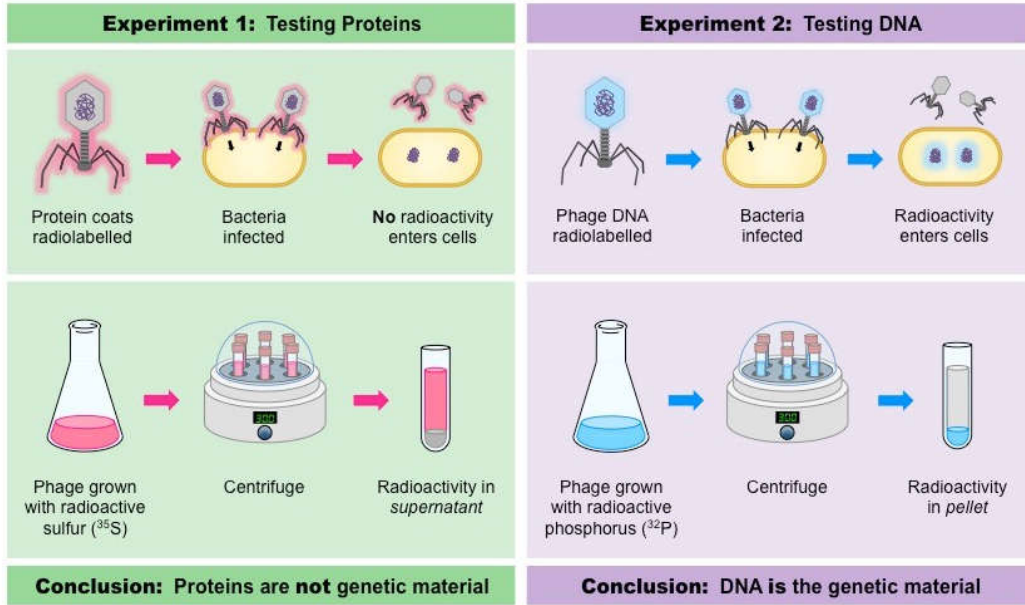 Experiment 1: Testing Proteins
Protein coats
radiolabelled
Bacteria
infected
No radioactivity
enters cells
Phage grown
with radioactive
sulfur (³⁵S)
300
Centrifuge
Radioactivity in
supernatant
Conclusion: Proteins are not genetic material
Experiment 2: Testing DNA
Phage DNA
radiolabelled
Bacteria
infected
Radioactivity
enters cells
Phage grown
with radioactive
phosphorus (³²P)
300
Centrifuge
Radioactivity
in pellet
Conclusion: DNA is the genetic material